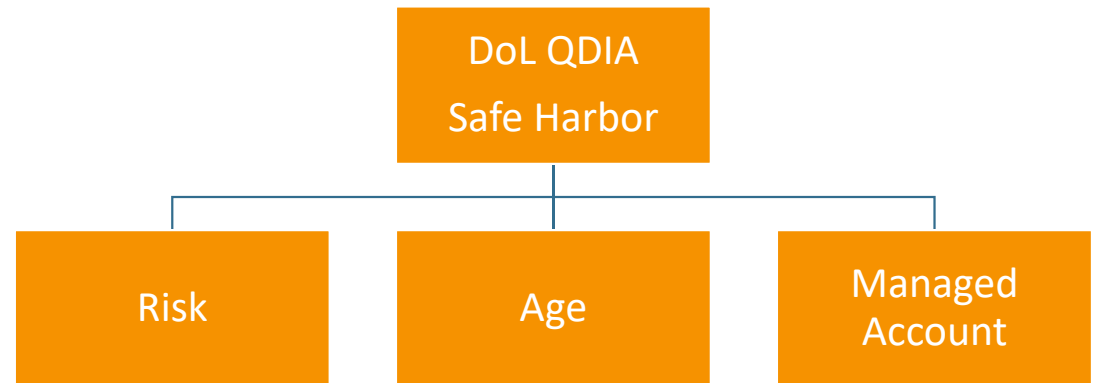 DoL QDIA
Safe Harbor
Risk
Age
Managed
Account